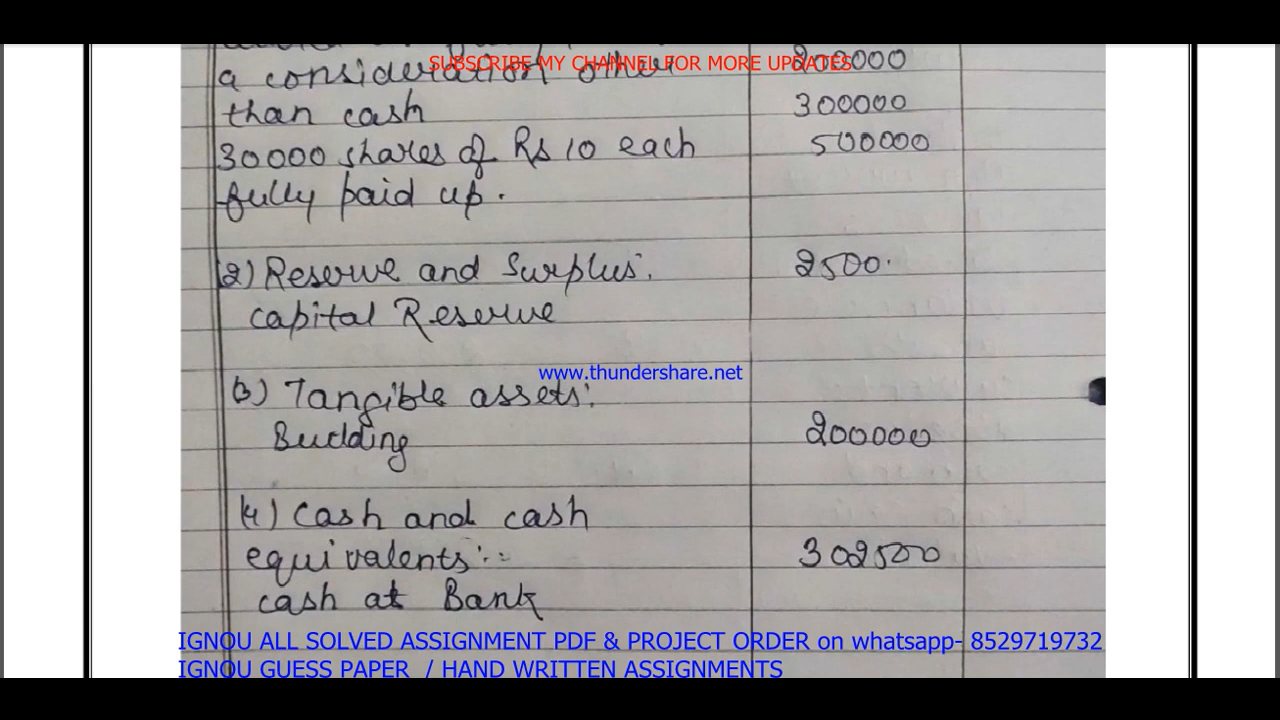 SUBSCRIBE MY CHANNEL FOR MORE UPDATES
a consideration other 200000
than cash 300000
30000 shares of Rs 10 each 500000
fully paid up.
(2) Reserve and Surplus. 2500.
Capital Reserve
www.thundershare.net
(3) Tangible assets:
Building 200000
(4) Cash and cash
equivalents:- 302500
cash at Bank
IGNOU ALL SOLVED ASSIGNMENT PDF & PROJECT ORDER on whatsapp- 8529719732
IGNOU GUESS PAPER / HAND WRITTEN ASSIGNMENTS